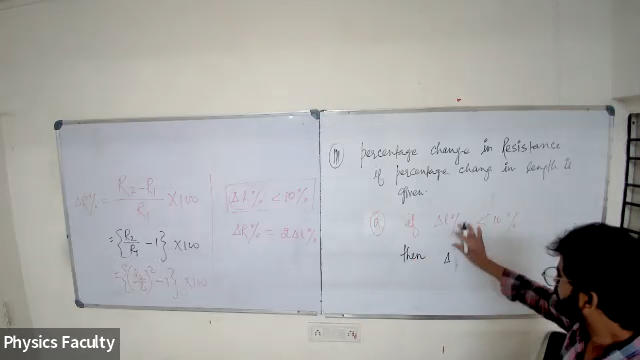 ΔR% = R₂ - R₁ / R₁ × 100
= {R₂/R₁ - 1} × 100
= {(l₂/l₁)² - 1} × 100
Δl% < 10%
ΔR% = 2Δl%
(III) percentage change in Resistance
if percentage change in length is
given.
(a) if Δl% < 10%
then Δ
Physics Faculty